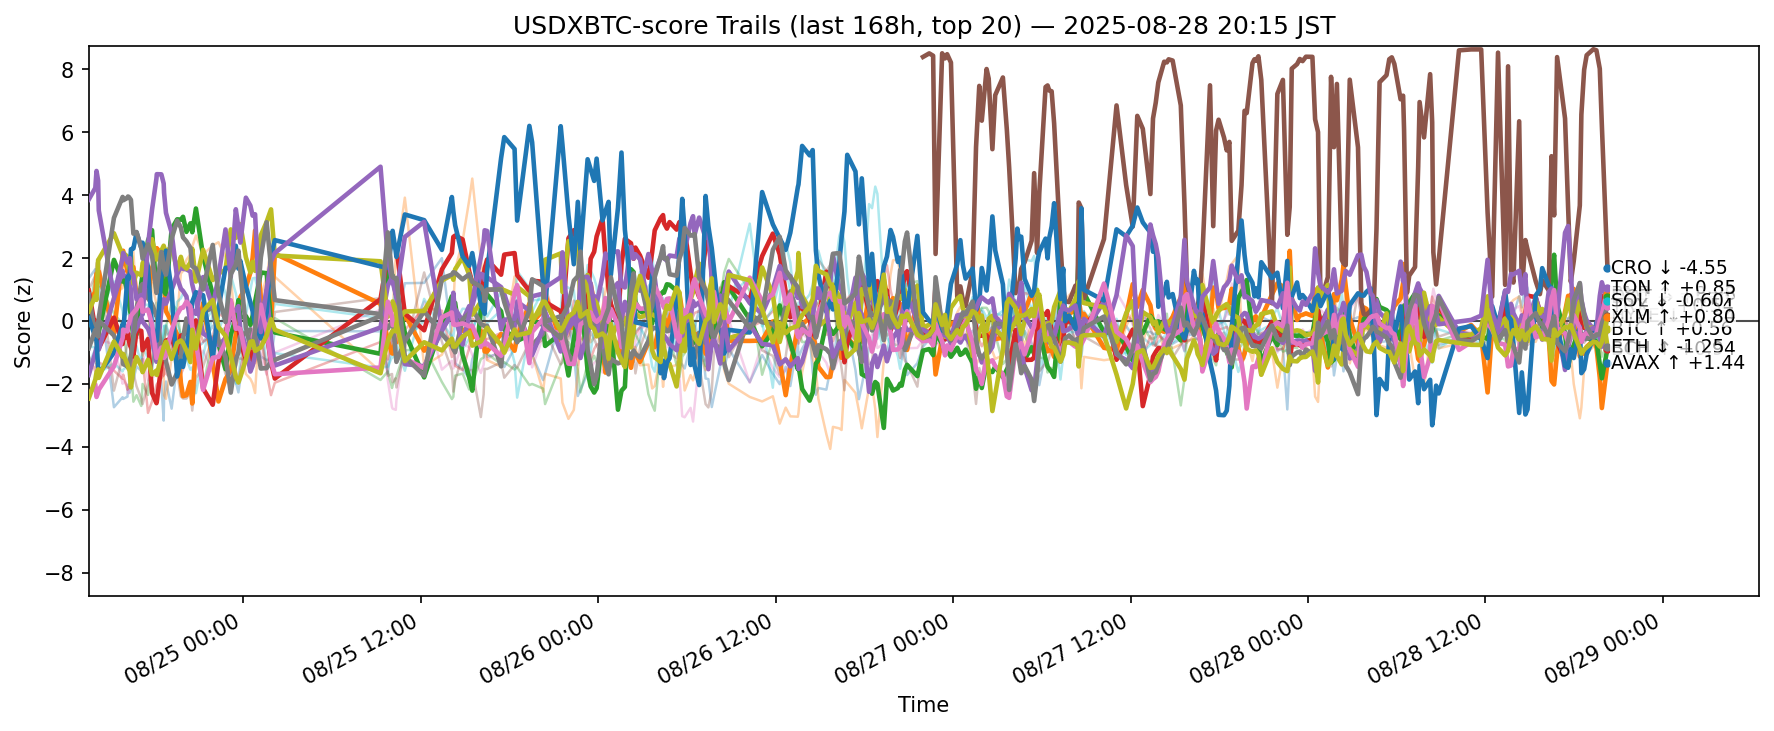 USDXBTC-score Trails (last 168h, top 20) — 2025-08-28 20:15 JST
Score (z)
8
6
4
2
0
−2
−4
−6
−8
CRO ↓ -4.55
TON ↑ +0.85
SOL ↓ -0.60
XLM ↑ +0.80
BTC ↑ +0.56
ETH ↓ -1.25
AVAX ↑ +1.44
08/25 00:00
08/25 12:00
08/26 00:00
08/26 12:00
08/27 00:00
08/27 12:00
08/28 00:00
08/28 12:00
08/29 00:00
Time